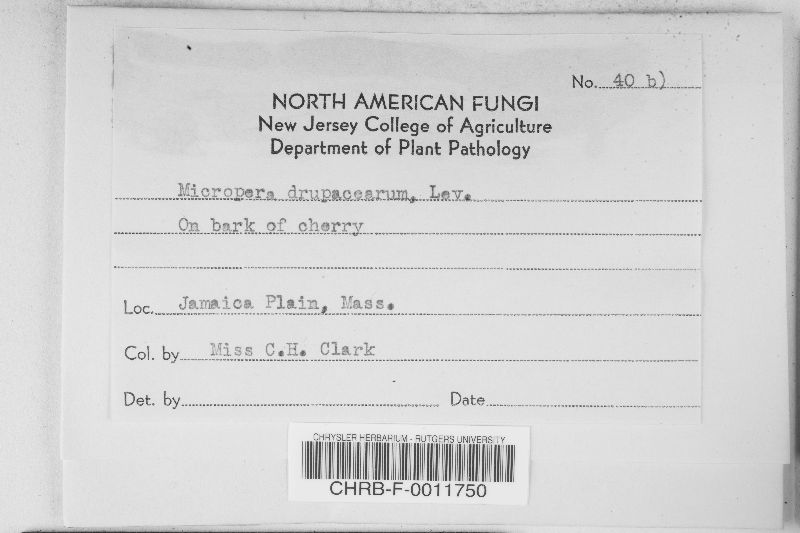 No. 40 b)
NORTH AMERICAN FUNGI
New Jersey College of Agriculture
Department of Plant Pathology
Micropera drupacearum, Lev.
On bark of cherry
Loc. Jamaica Plain, Mass.
Col. by Miss C.H. Clark
Det. by Date
CHRYSLER HERBARIUM - RUTGERS UNIVERSITY
CHRB-F-0011750